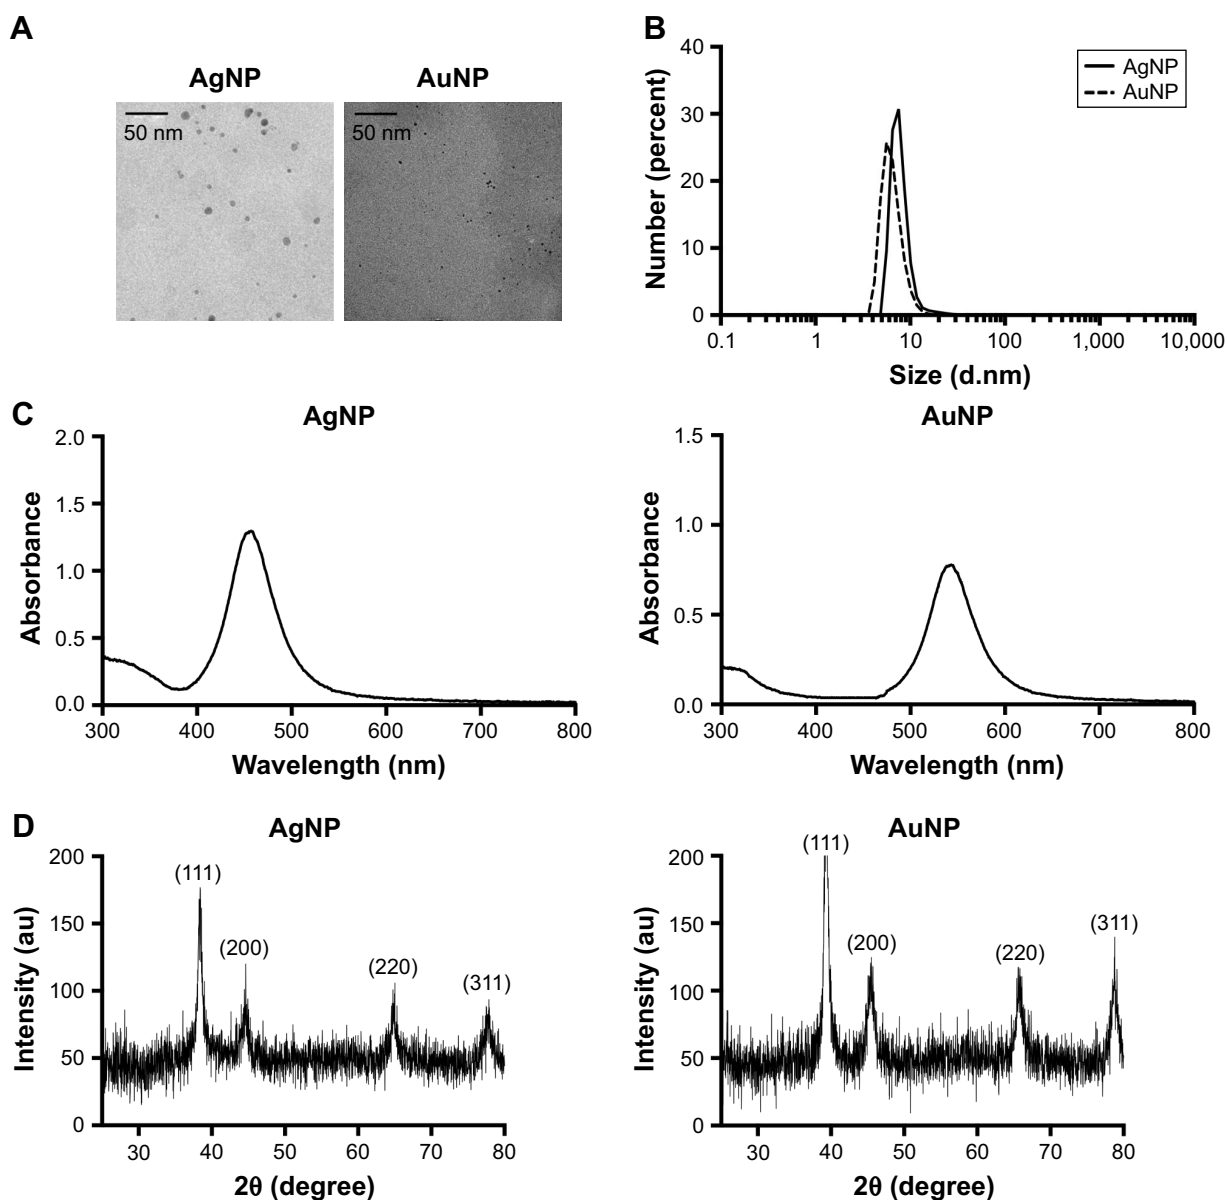 A
AgNP
AuNP
50 nm
50 nm
B
40
30
20
10
0
Number (percent)
AgNP
AuNP
0.1
1
10
100
1,000
10,000
Size (d.nm)
C
AgNP
2.0
1.5
1.0
0.5
0.0
Absorbance
300
400
500
600
700
800
Wavelength (nm)
AuNP
1.5
1.0
0.5
0.0
Absorbance
300
400
500
600
700
800
Wavelength (nm)
D
AgNP
200
150
100
50
0
Intensity (au)
(111)
(200)
(220)
(311)
30
40
50
60
70
80
2θ (degree)
AuNP
200
150
100
50
0
Intensity (au)
(111)
(200)
(220)
(311)
30
40
50
60
70
80
2θ (degree)